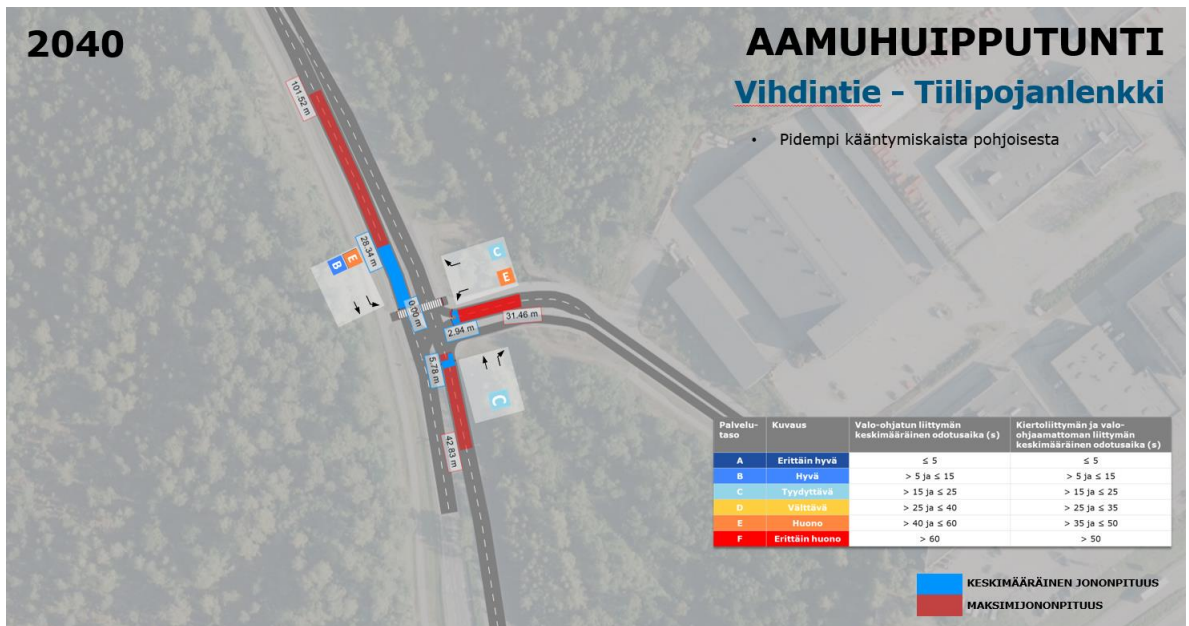 2040
AAMUHUIPPUTUNTI
Vihdintie - Tiilipojanlenkki
• Pidempi kääntymiskaista pohjoisesta
101.52 m
28.34 m
B E
0.00 m
C
E
31.46 m
2.94 m
5.78 m
C
42.83 m
Palvelu-taso Kuvaus Valo-ohjatun liittymän keskimääräinen odotusaika (s) Kiertoliittymän ja valo-ohjaamattoman liittymän keskimääräinen odotusaika (s)
A Erittäin hyvä ≤ 5 ≤ 5
B Hyvä > 5 ja ≤ 15 > 5 ja ≤ 15
C Tyydyttävä > 15 ja ≤ 25 > 15 ja ≤ 25
D Välttävä > 25 ja ≤ 40 > 25 ja ≤ 35
E Huono > 40 ja ≤ 60 > 35 ja ≤ 50
F Erittäin huono > 60 > 50
KESKIMÄÄRÄINEN JONONPITUUS
MAKSIMIJONONPITUUS